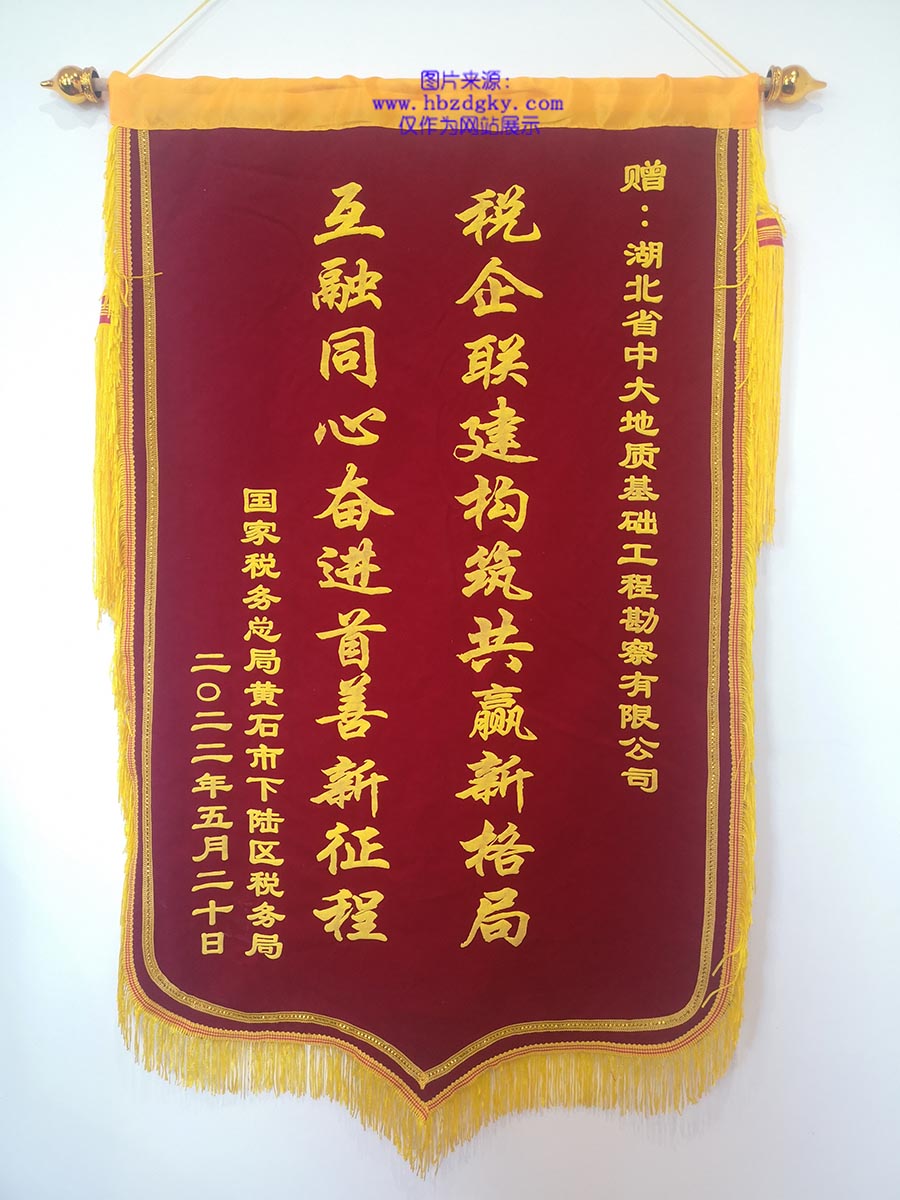 图片来源:
www.hbzdgky.com
仅作为网站展示
赠：湖北省中大地质基础工程勘察有限公司
税企联建构筑共赢新格局
互融同心奋进首善新征程
国家税务总局黄石市下陆区税务局
二〇二二年五月二十日